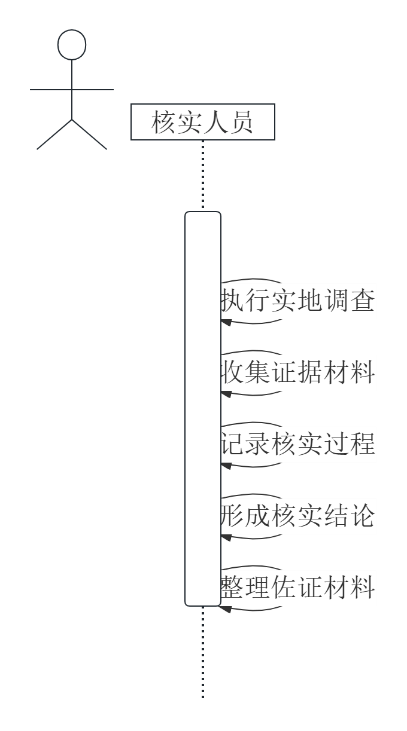 核实人员
执行实地调查
收集证据材料
记录核实过程
形成核实结论
整理佐证材料